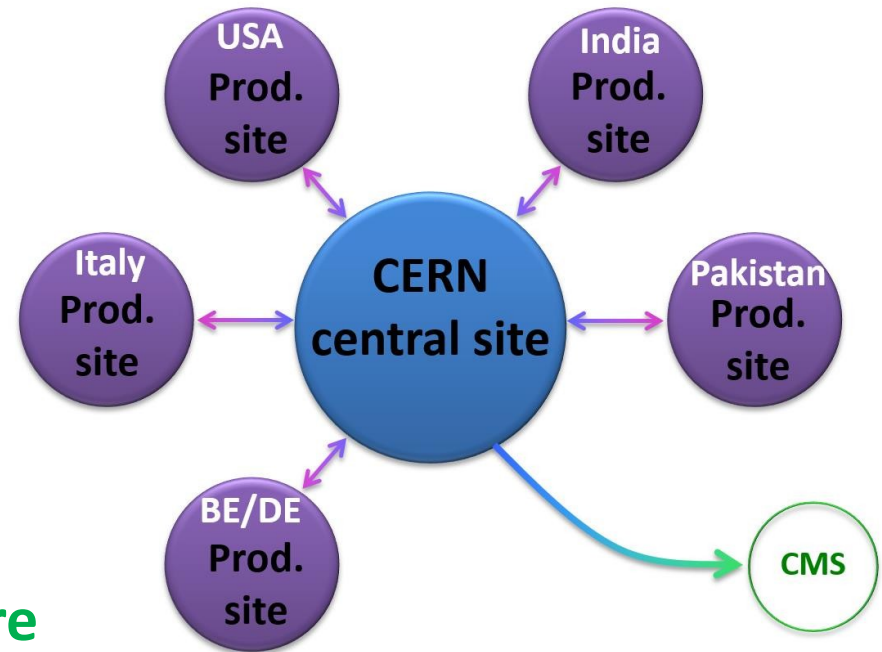 USA
Prod.
site
India
Prod.
site
Italy
Prod.
site
CERN
central site
Pakistan
Prod.
site
BE/DE
Prod.
site
CMS
re